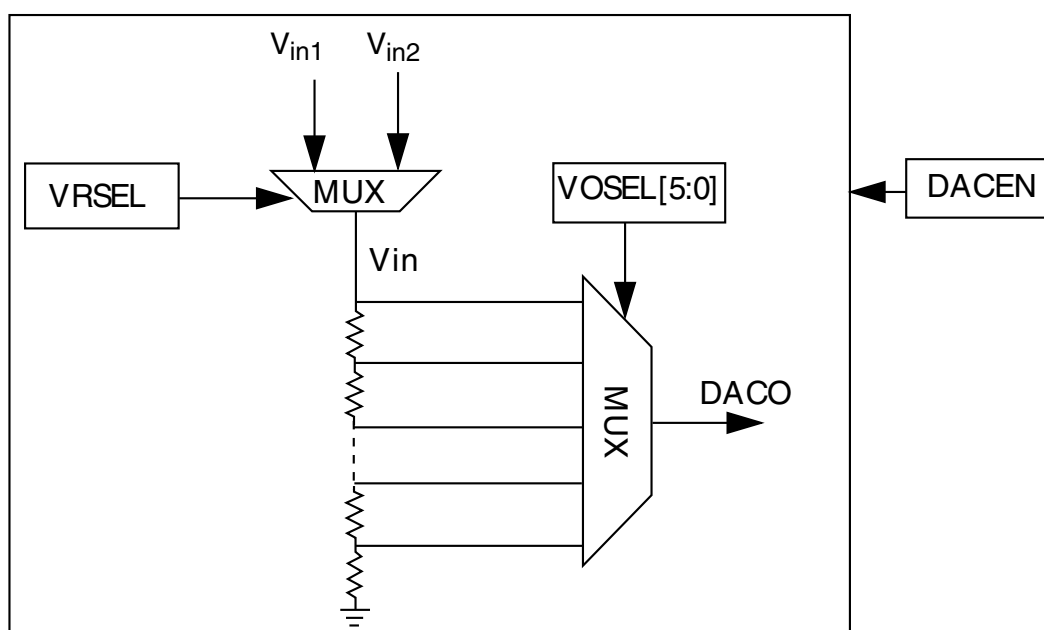 Vin1
Vin2
VRSEL
MUX
VOSEL[5:0]
DACEN
Vin
MUX
DACO